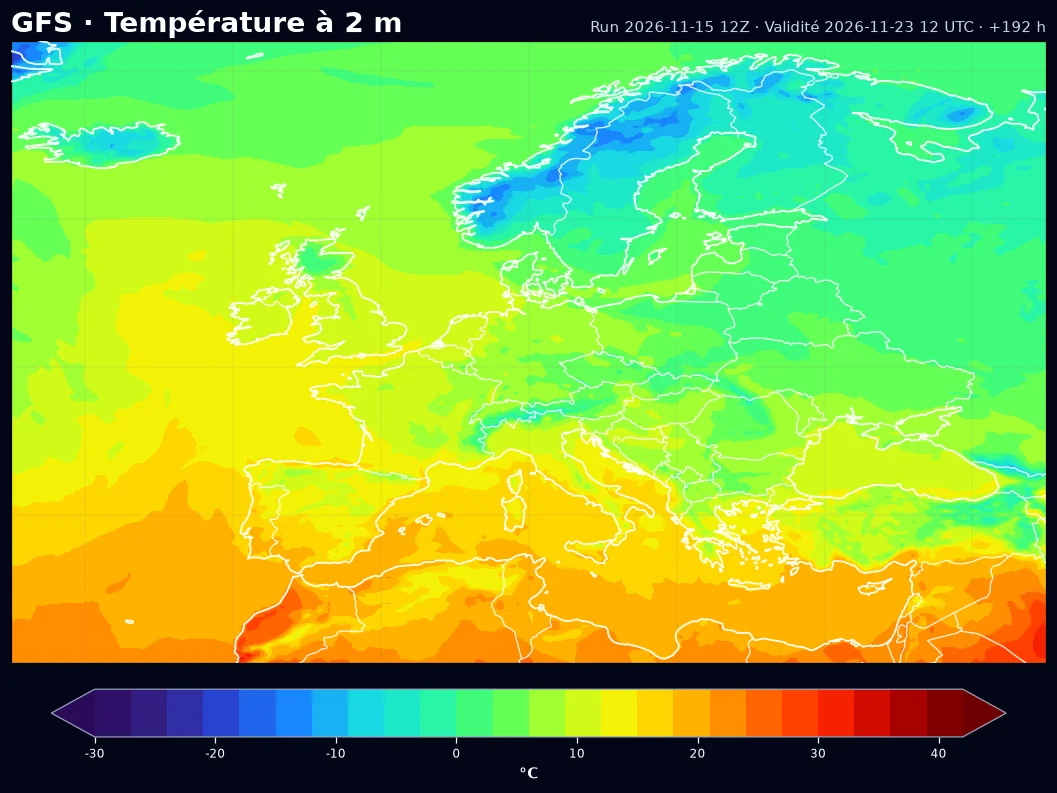 GFS · Température à 2 m
Run 2026-11-15 12Z · Validité 2026-11-23 12 UTC · +192 h
-30 -20 -10 0 10 20 30 40
°C